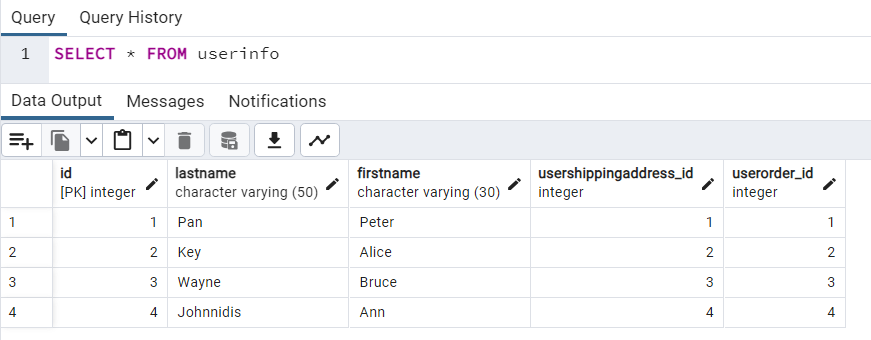 Query Query History
1 SELECT * FROM userinfo
Data Output Messages Notifications
id lastname firstname usershippingaddress_id userorder_id
[PK] integer character varying (50) character varying (30) integer integer
1 1 Pan Peter 1 1
2 2 Key Alice 2 2
3 3 Wayne Bruce 3 3
4 4 Johnnidis Ann 4 4